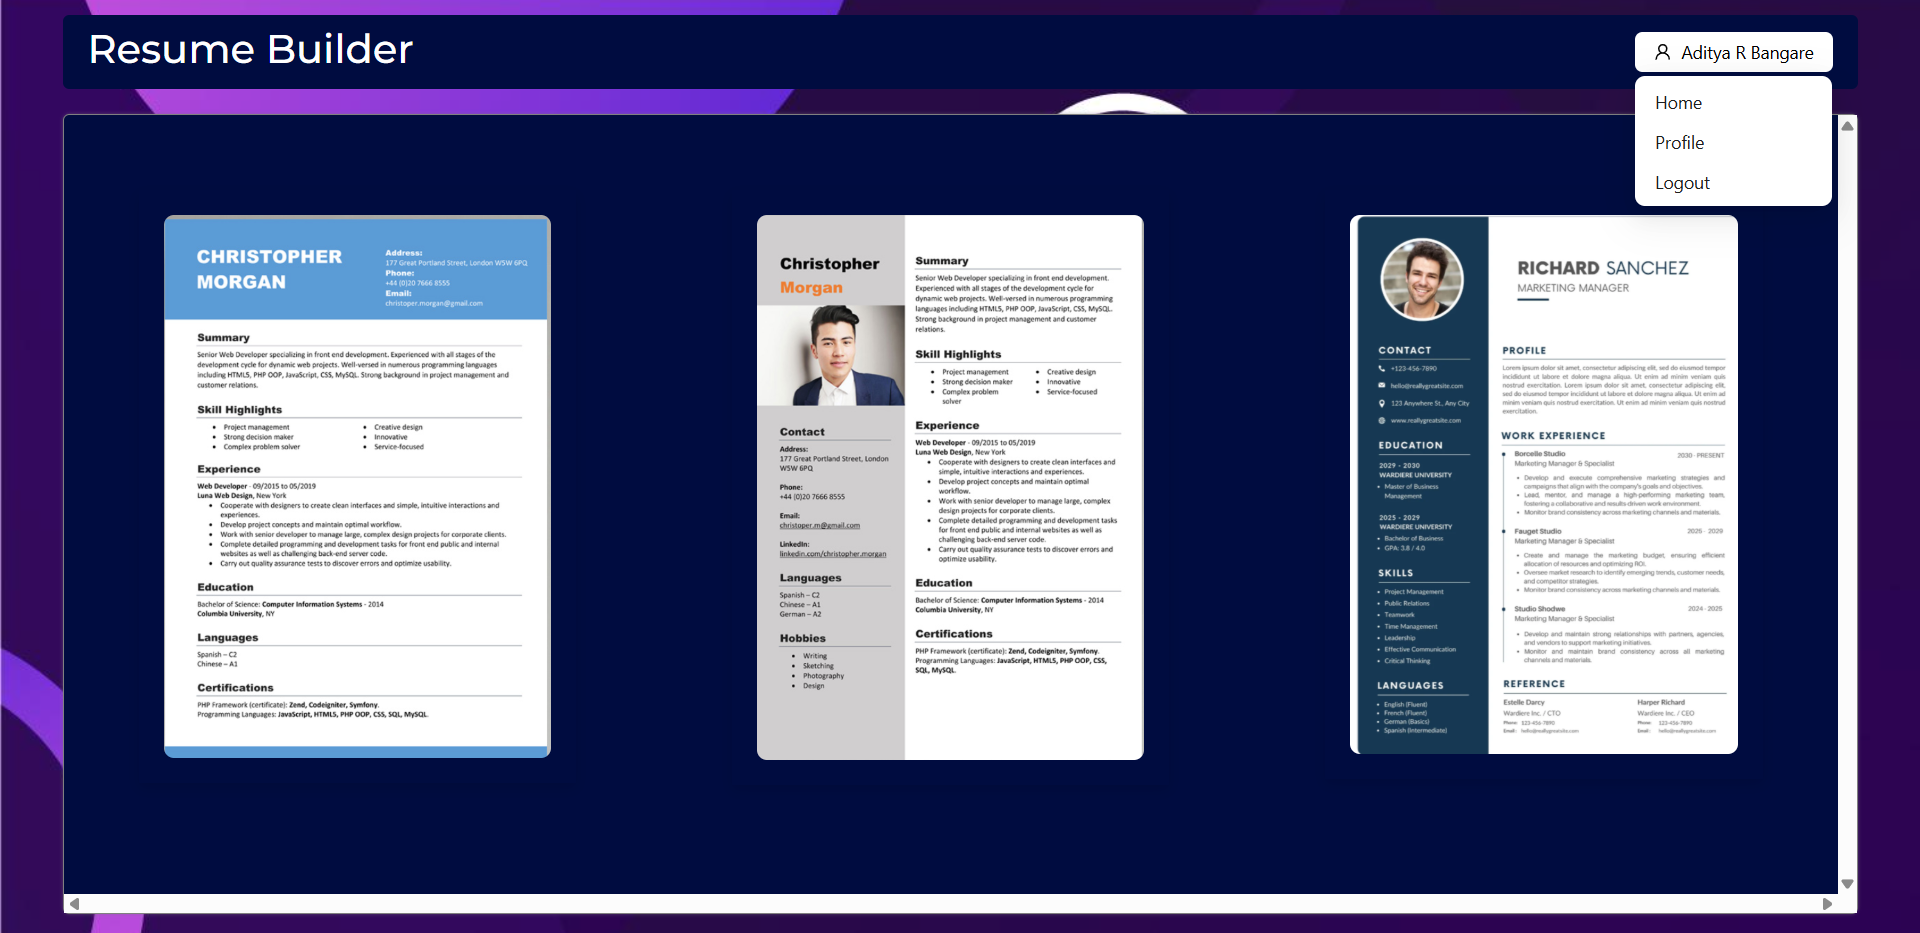 Resume Builder
Aditya R Bangare
Home
Profile
Logout
CHRISTOPHER
MORGAN
Address:
177 Great Portland Street, London W5W 6PQ
Phone:
+44 (0)20 7666 8555
Email:
christoper.morgan@gmail.com
Summary
Senior Web Developer specializing in front end development. Experienced with all stages of the
development cycle for dynamic web projects. Well-versed in numerous programming languages
including HTML5, PHP OOP, JavaScript, CSS, MySQL. Strong background in project management and
customer relations.
Skill Highlights
• Project management
• Strong decision maker
• Complex problem solver
• Creative design
• Innovative
• Service-focused
Experience
Web Developer - 09/2015 to 05/2019
Luna Web Design, New York
• Cooperate with designers to create clean interfaces and simple, intuitive interactions and
experiences.
• Develop project concepts and maintain optimal workflow.
• Work with senior developer to manage large, complex design projects for corporate clients.
• Complete detailed programming and development tasks for front end public and internal
websites as well as challenging back-end server code.
• Carry out quality assurance tests to discover errors and optimize usability.
Education
Bachelor of Science: Computer Information Systems - 2014
Columbia University, NY
Languages
Spanish – C2
Chinese – A1
Certifications
PHP Framework (certificate): Zend, Codeigniter, Symfony.
Programming Languages: JavaScript, HTML5, PHP OOP, CSS, SQL, MySQL.
Christopher
Morgan
Contact
Address:
177 Great Portland Street, London
W5W 6PQ
Phone:
+44 (0)20 7666 8555
Email:
christoper.m@gmail.com
LinkedIn:
linkedin.com/christopher.morgan
Languages
Spanish – C2
Chinese – A1
German – A2
Hobbies
• Writing
• Sketching
• Photography
• Design
Summary
Senior Web Developer specializing in front end development.
Experienced with all stages of the development cycle for
dynamic web projects. Well-versed in numerous programming
languages including HTML5, PHP OOP, JavaScript, CSS, MySQL.
Strong background in project management and customer
relations.
Skill Highlights
• Project management
• Strong decision maker
• Complex problem
solver
• Creative design
• Innovative
• Service-focused
Experience
Web Developer - 09/2015 to 05/2019
Luna Web Design, New York
• Cooperate with designers to create clean interfaces and
simple, intuitive interactions and experiences.
• Develop project concepts and maintain optimal
workflow.
• Work with senior developer to manage large, complex
design projects for corporate clients.
• Complete detailed programming and development tasks
for front end public and internal websites as well as
challenging back-end server code.
• Carry out quality assurance tests to discover errors and
optimize usability.
Education
Bachelor of Science: Computer Information Systems - 2014
Columbia University, NY
Certifications
PHP Framework (certificate): Zend, Codeigniter, Symfony.
Programming Languages: JavaScript, HTML5, PHP OOP, CSS,
SQL, MySQL.
RICHARD SANCHEZ
MARKETING MANAGER
CONTACT
+123-456-7890
hello@reallygreatsite.com
123 Anywhere St., Any City
www.reallygreatsite.com
EDUCATION
2029 - 2030
WARDIERE UNIVERSITY
• Master of Business
Management
2025 - 2029
WARDIERE UNIVERSITY
• Bachelor of Business
• GPA: 3.8 / 4.0
SKILLS
• Project Management
• Public Relations
• Teamwork
• Time Management
• Leadership
• Effective Communication
• Critical Thinking
LANGUAGES
• English (Fluent)
• French (Fluent)
• German (Basics)
• Spanish (Intermediate)
PROFILE
Lorem ipsum dolor sit amet, consectetur adipiscing elit, sed do eiusmod tempor
incididunt ut labore et dolore magna aliqua. Ut enim ad minim veniam quis
nostrud exercitation. Lorem ipsum dolor sit amet, consectetur adipiscing elit,
sed do eiusmod tempor incididunt ut labore et dolore magna aliqua. Ut enim ad
minim veniam quis nostrud exercitation. Ut enim ad minim veniam quis nostrud
exercitation.
WORK EXPERIENCE
Borcelle Studio
2030 - PRESENT
Marketing Manager & Specialist
• Develop and execute comprehensive marketing strategies and
campaigns that align with the company's goals and objectives.
• Lead, mentor, and manage a high-performing marketing team,
fostering a collaborative and results-driven work environment.
• Monitor brand consistency across marketing channels and materials.
Fauget Studio
2025 - 2029
Marketing Manager & Specialist
• Create and manage the marketing budget, ensuring efficient
allocation of resources and optimizing ROI.
• Oversee market research to identify emerging trends, customer needs,
and competitor strategies.
• Monitor brand consistency across marketing channels and materials.
Studio Shodwe
2024 - 2025
Marketing Manager & Specialist
• Develop and maintain strong relationships with partners, agencies,
and vendors to support marketing initiatives.
• Monitor and maintain brand consistency across all marketing
channels and materials.
REFERENCE
Estelle Darcy
Wardiere Inc. / CTO
Phone: 123-456-7890
Email: hello@reallygreatsite.com
Harper Richard
Wardiere Inc. / CEO
Phone: 123-456-7890
Email: hello@reallygreatsite.com